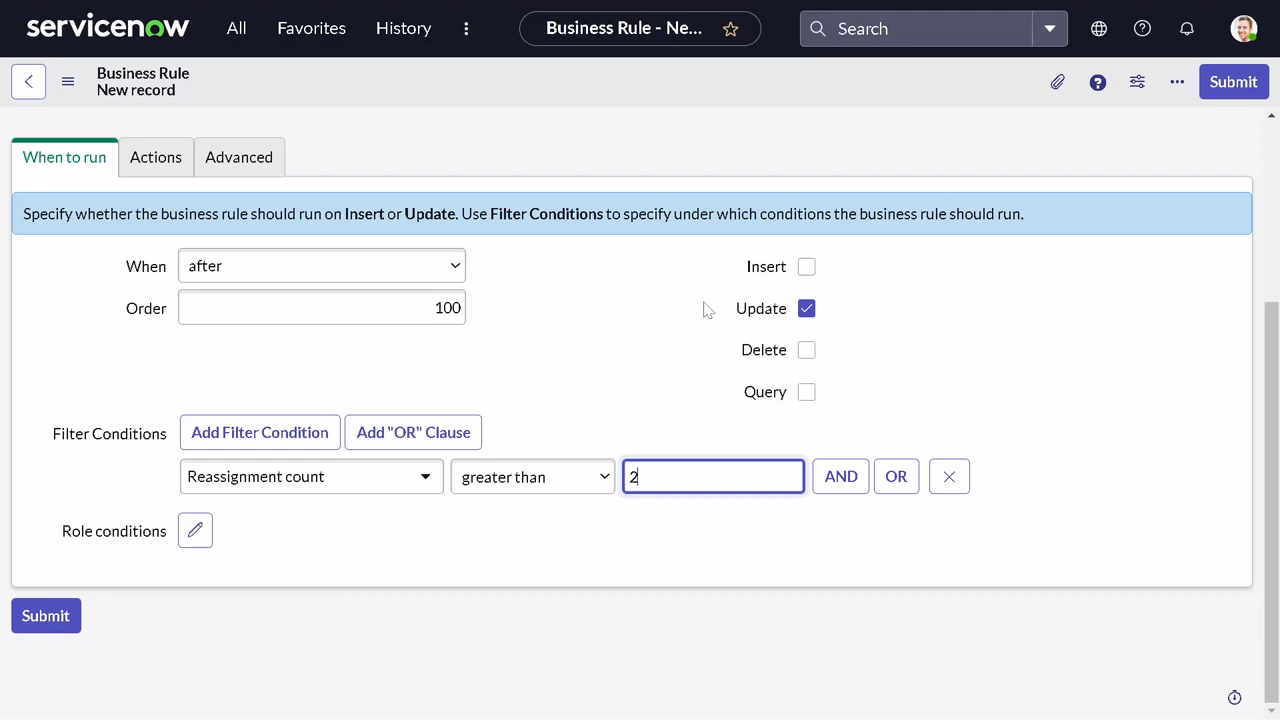 servicenow All Favorites History Business Rule - Ne... Search
Business Rule
New record
Submit
When to run Actions Advanced
Specify whether the business rule should run on Insert or Update. Use Filter Conditions to specify under which conditions the business rule should run.
When after Insert
Order 100 Update
Delete
Query
Filter Conditions Add Filter Condition Add "OR" Clause
Reassignment count greater than 2 AND OR
Role conditions
Submit